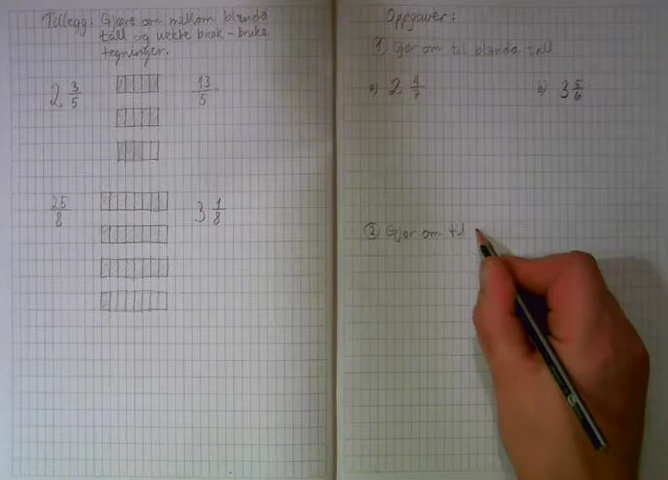 Tillegg: Gjøre om mellom blanda
tall og uekte brøk - bruke
tegninger.
2 3/5
13/5
25/8
3 1/8
Oppgaver:
1) Gjør om til blanda tall
a) 2 4/7
b) 3 5/6
2) Gjør om til